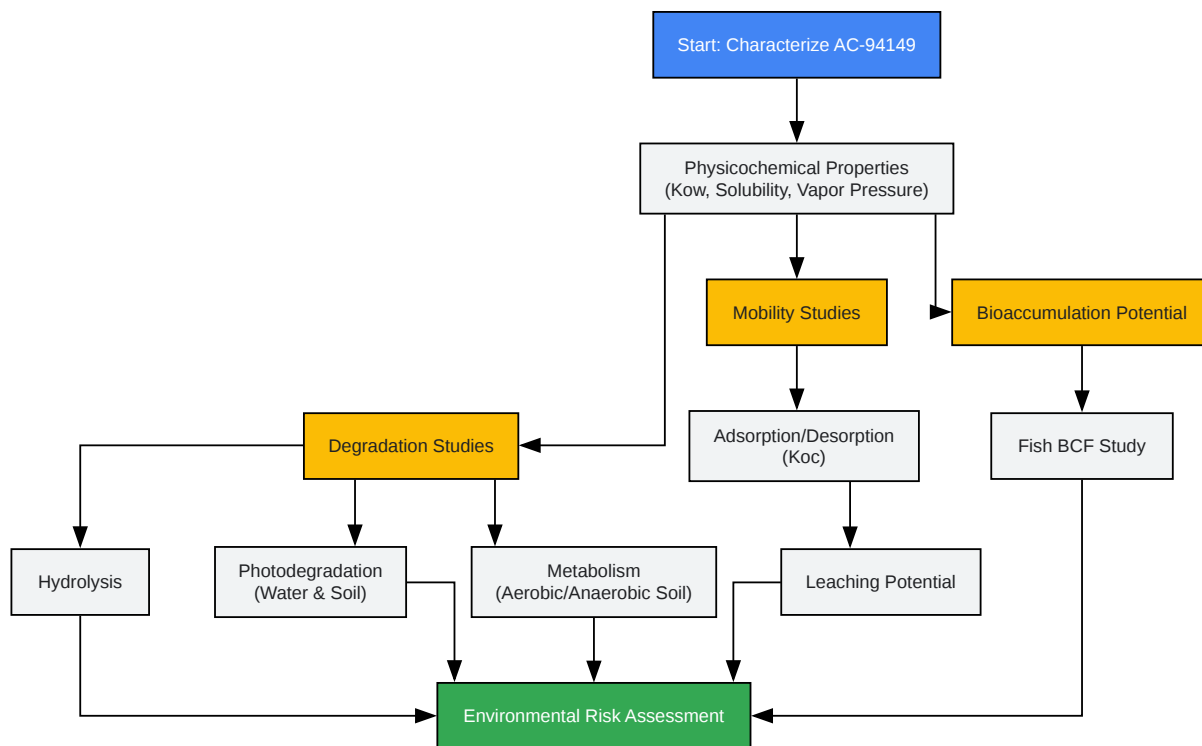 Start: Characterize AC-94149
Physicochemical Properties
(Kow, Solubility, Vapor Pressure)
Mobility Studies
Bioaccumulation Potential
Degradation Studies
Adsorption/Desorption
(Koc)
Fish BCF Study
Hydrolysis
Photodegradation
(Water & Soil)
Metabolism
(Aerobic/Anaerobic Soil)
Leaching Potential
Environmental Risk Assessment